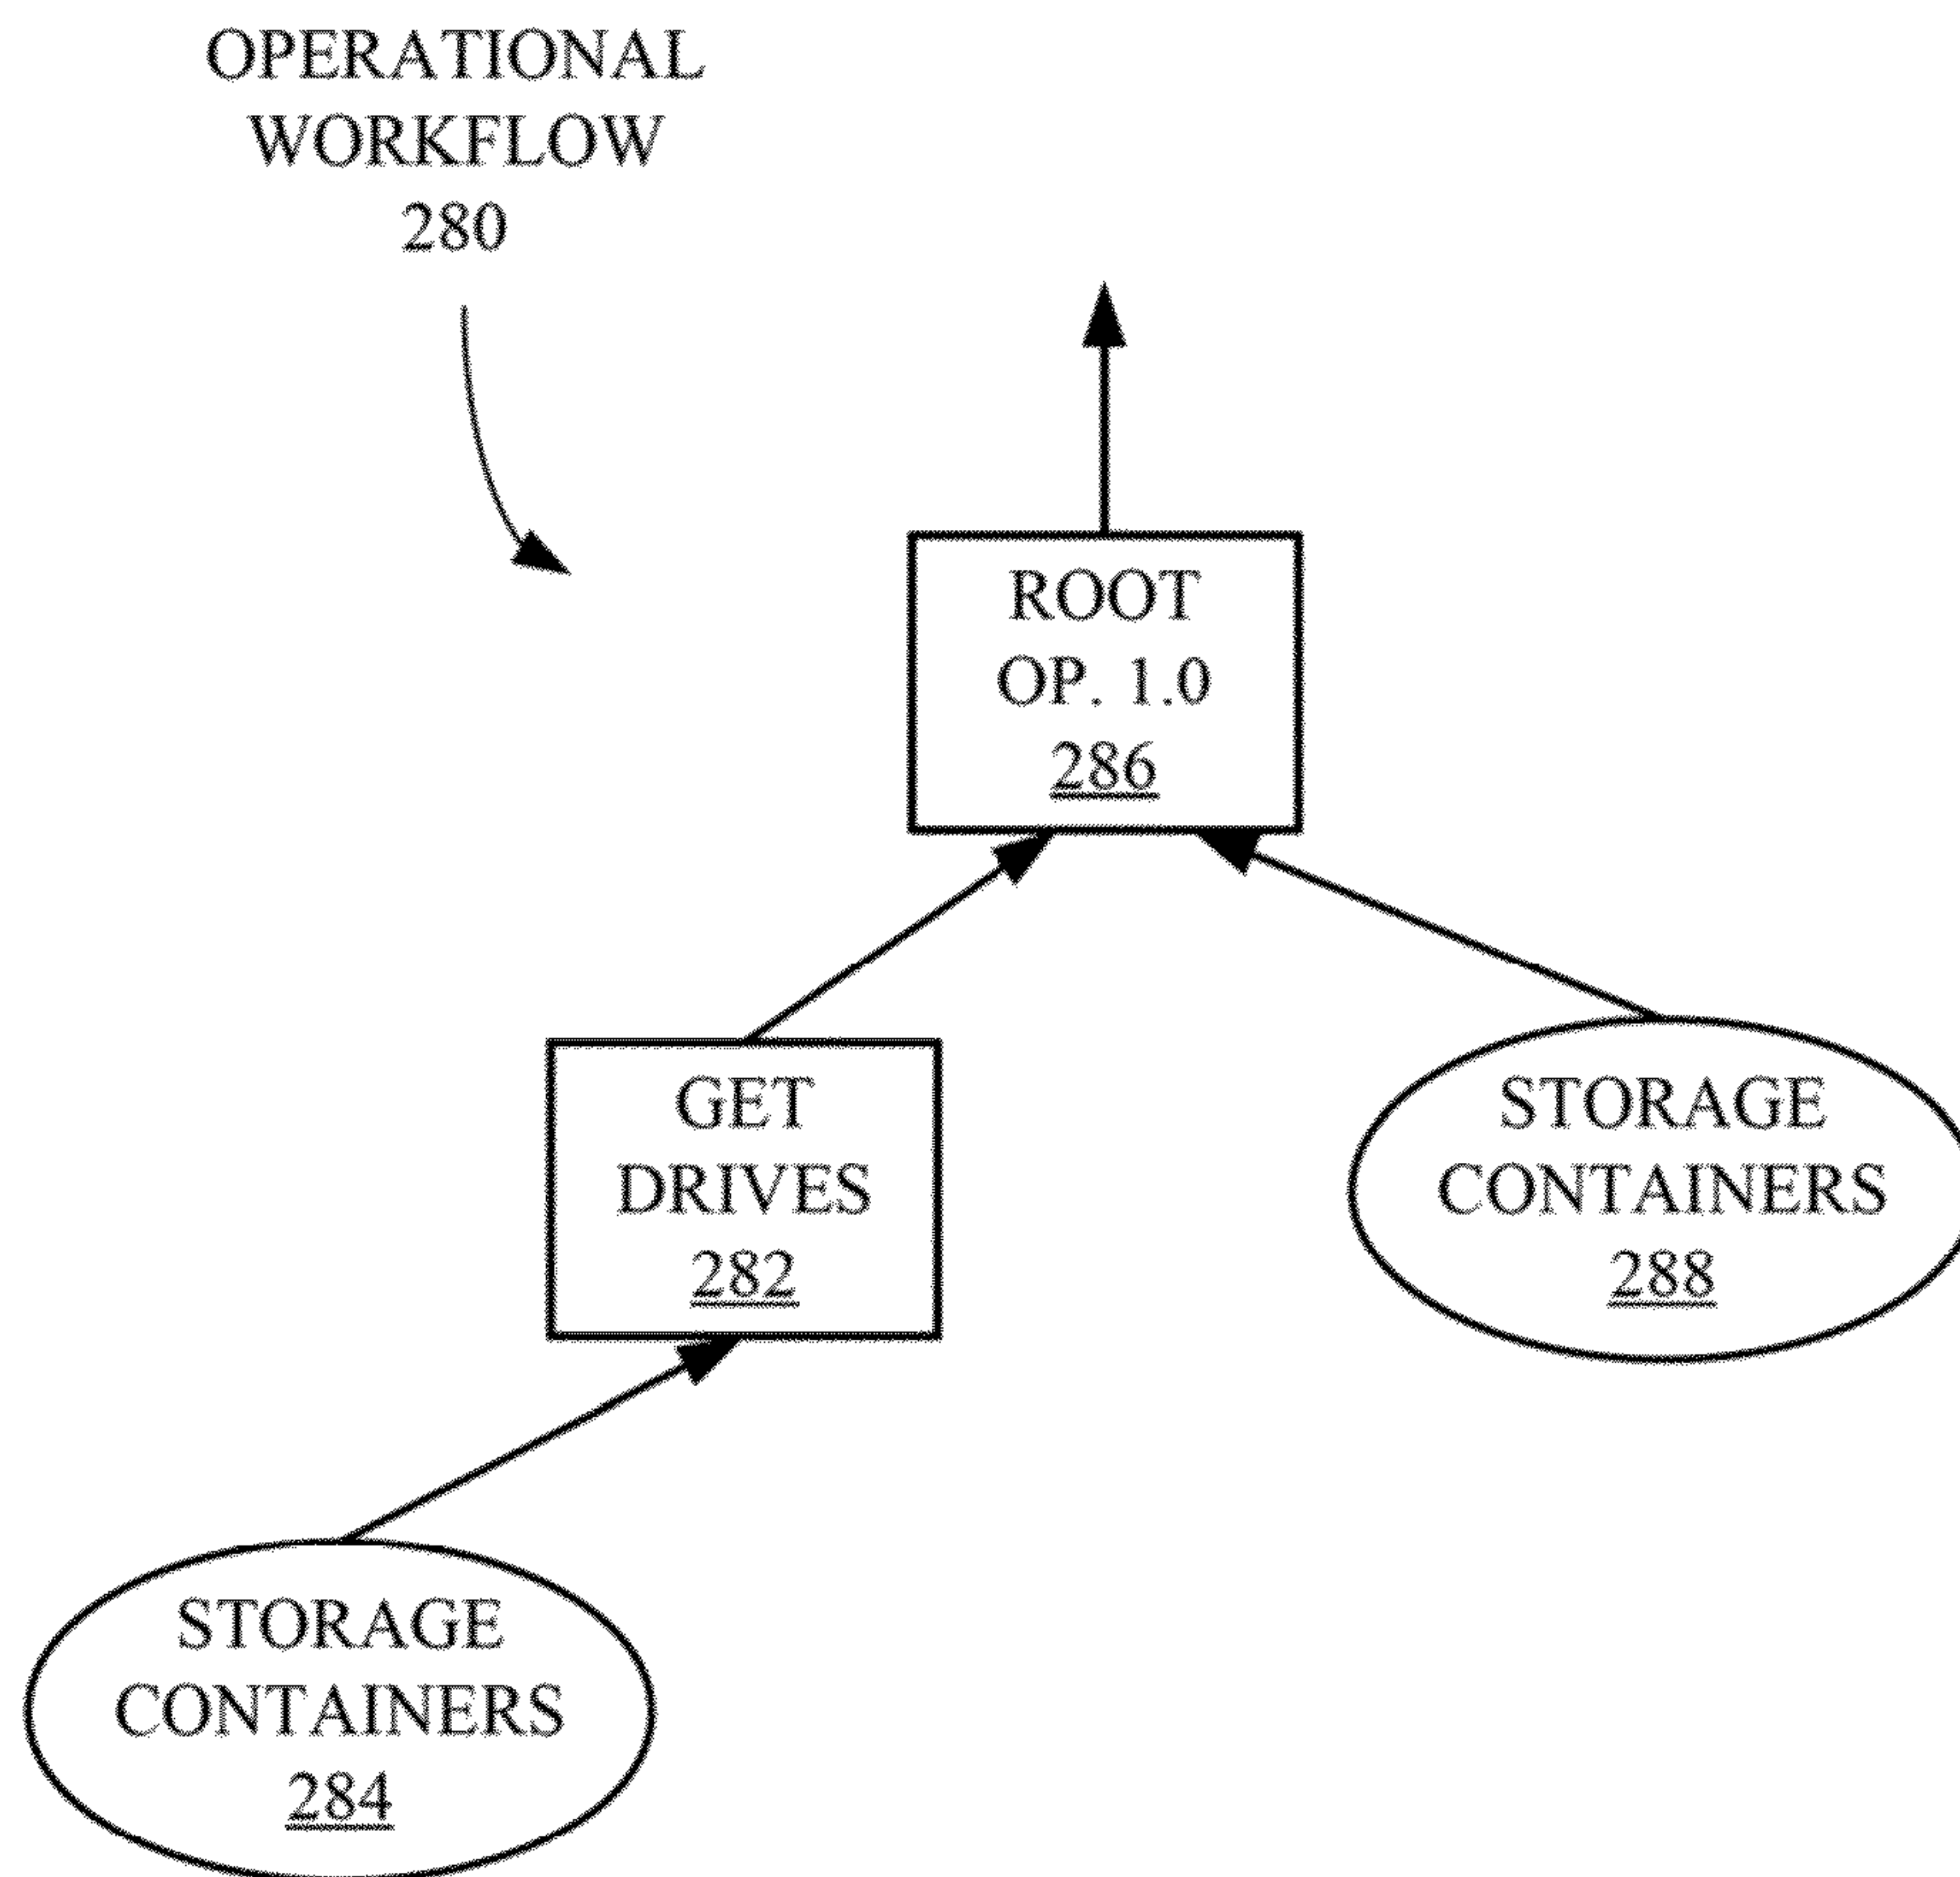 OPERATIONAL
WORKFLOW
280
ROOT
OP. 1.0
286
GET
DRIVES
282
STORAGE
CONTAINERS
288
STORAGE
CONTAINERS
284